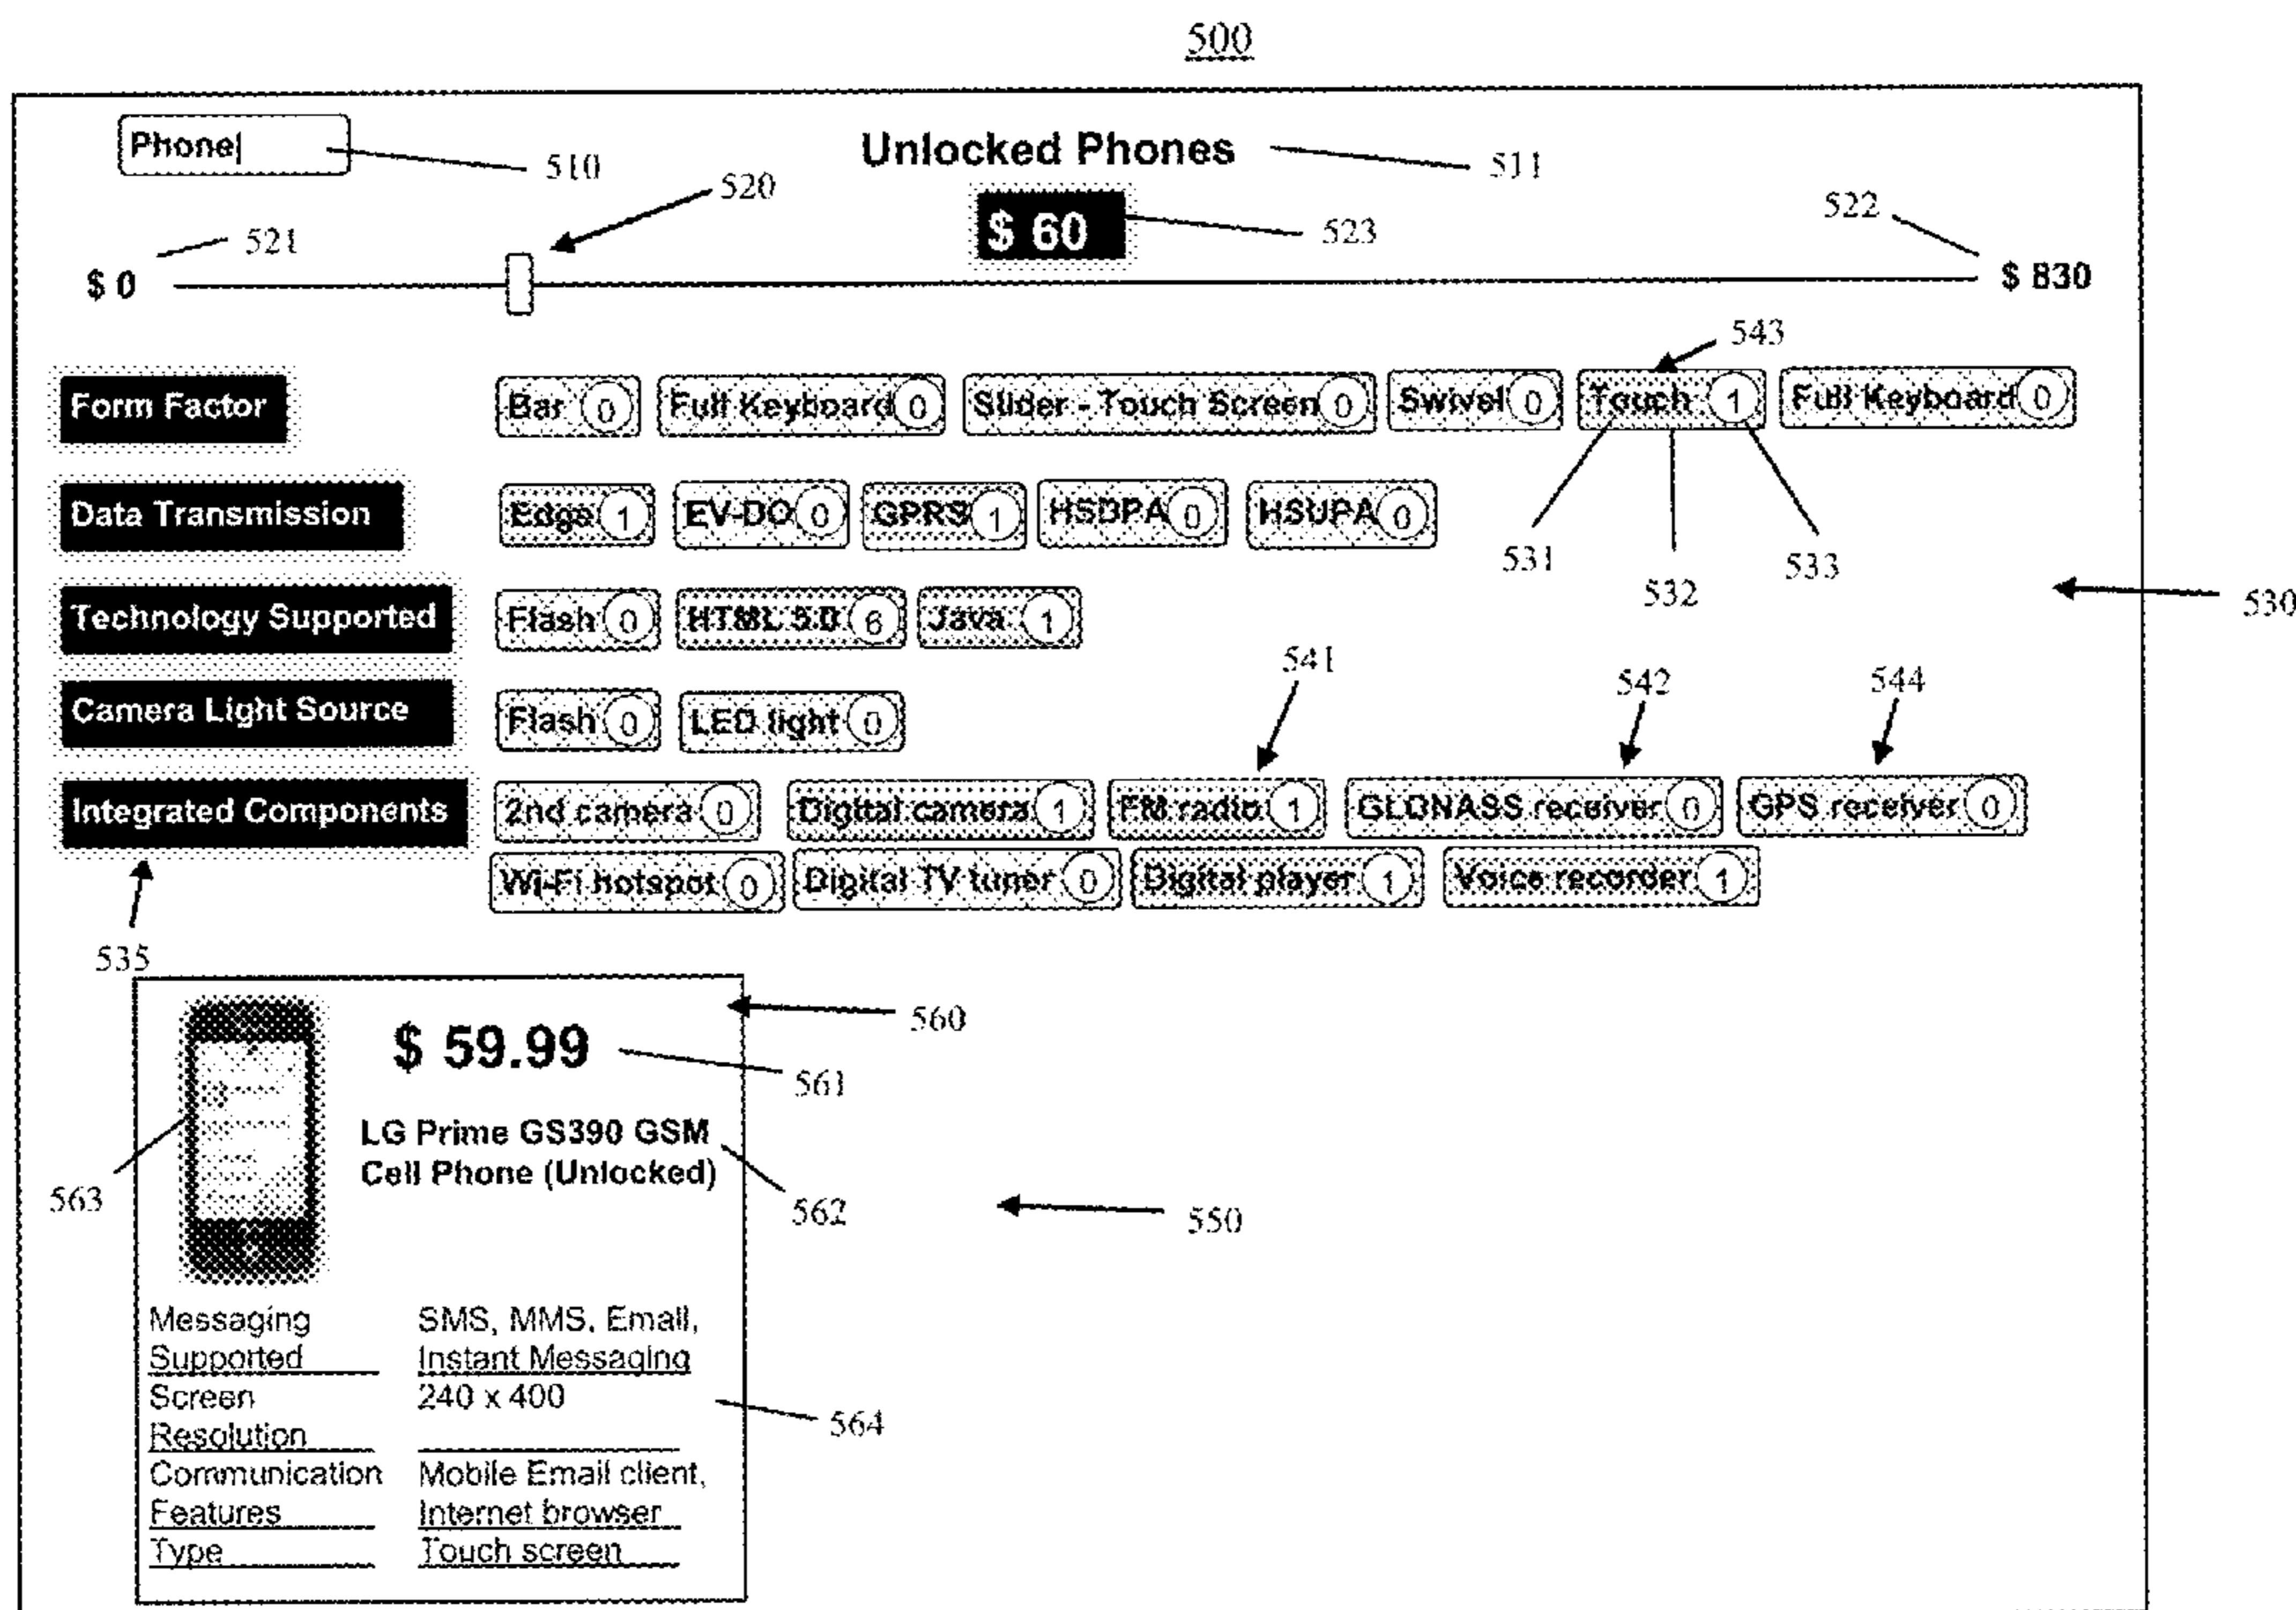 500
Phone
510
520
Unlocked Phones
511
$ 60
523
522
521
$ 0
$ 830
543
Form Factor
Bar 0
Full Keyboard 0
Slider - Touch Screen 0
Swivel 0
Touch 1
Full Keyboard 0
Data Transmission
Edge 1
EV-DO 0
GPRS 1
HSDPA 0
HSUPA 0
531
532
533
530
Technology Supported
Flash 0
HTML 5.0 6
Java 1
541
542
544
Camera Light Source
Flash 0
LED light 0
Integrated Components
2nd camera 0
Digital camera 1
FM radio 1
GLONASS receiver 0
GPS receiver 0
Wi-Fi hotspot 0
Digital TV tuner 0
Digital player 1
Voice recorder 1
535
560
$ 59.99
561
LG Prime GS390 GSM
Cell Phone (Unlocked)
563
562
550
Messaging SMS, MMS, Email,
Supported Instant Messaging
Screen 240 x 400
Resolution
564
Communication Mobile Email client,
Features Internet browser
Type Touch screen